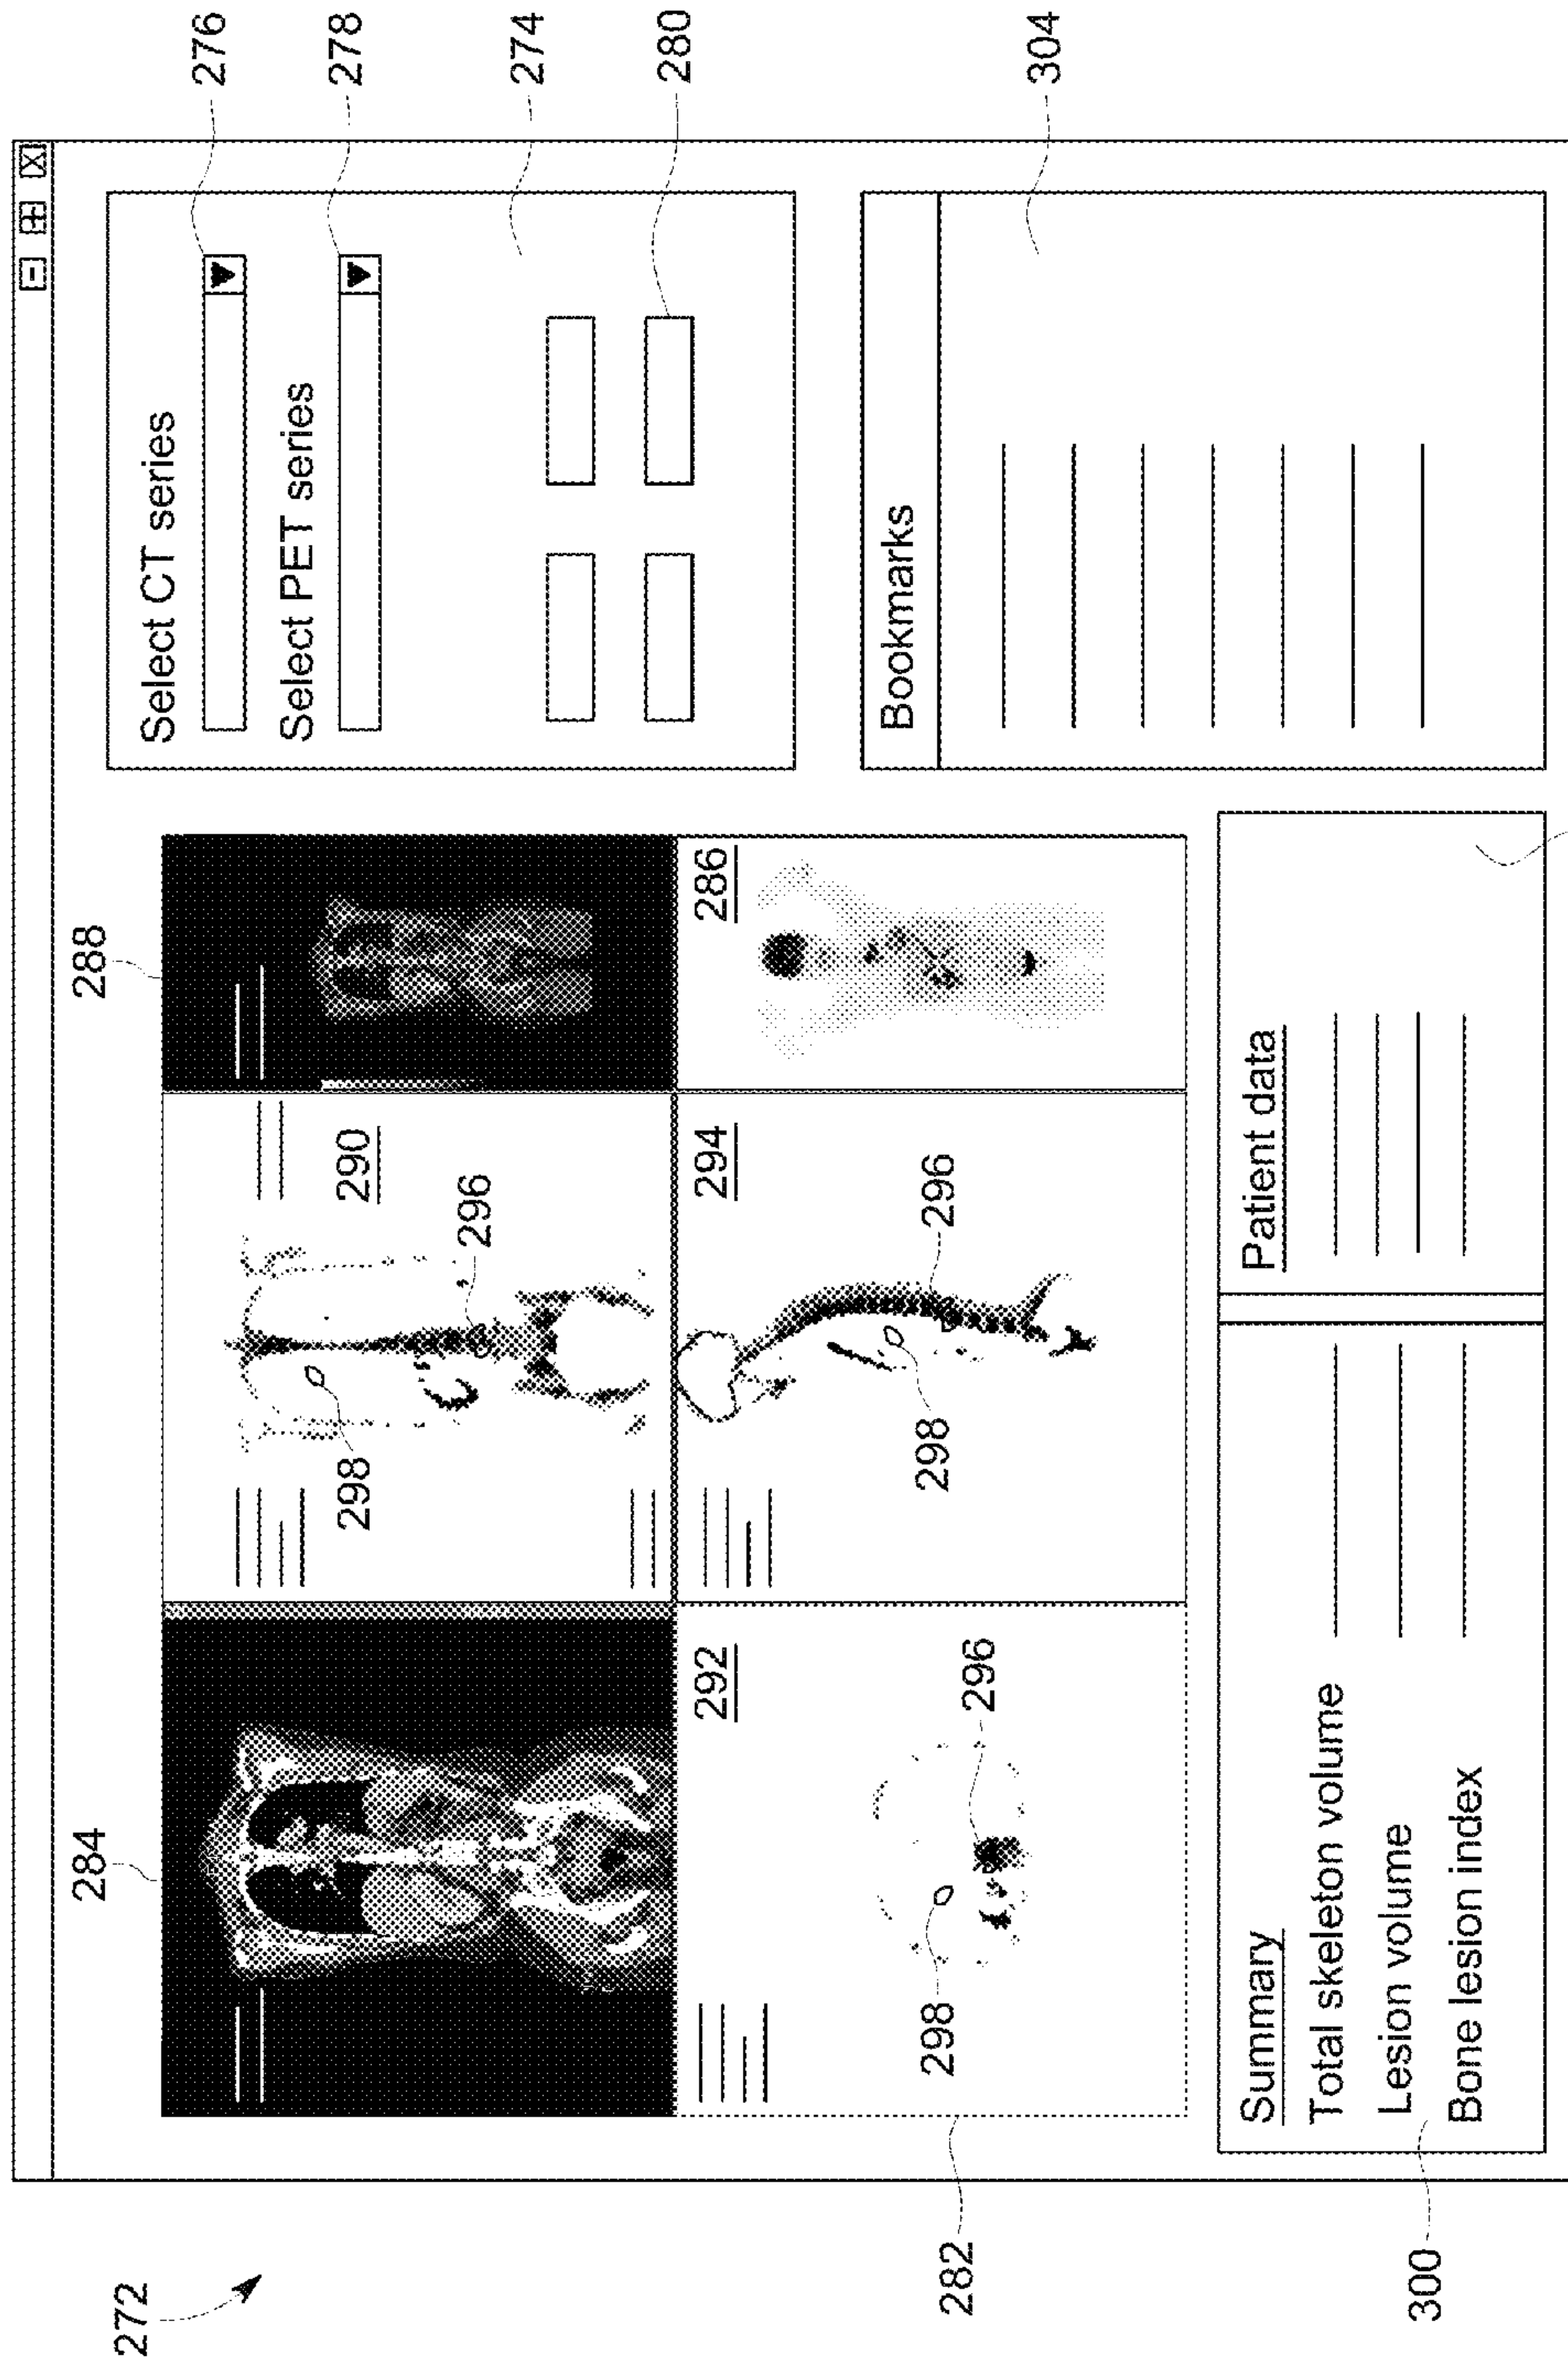 272
284
288
276
278
274
280
304
282
300
Select CT series
Select PET series
Bookmarks
290
296
298
292
296
298
294
296
298
286
Summary
Total skeleton volume
Lesion volume
Bone lesion index
Patient data